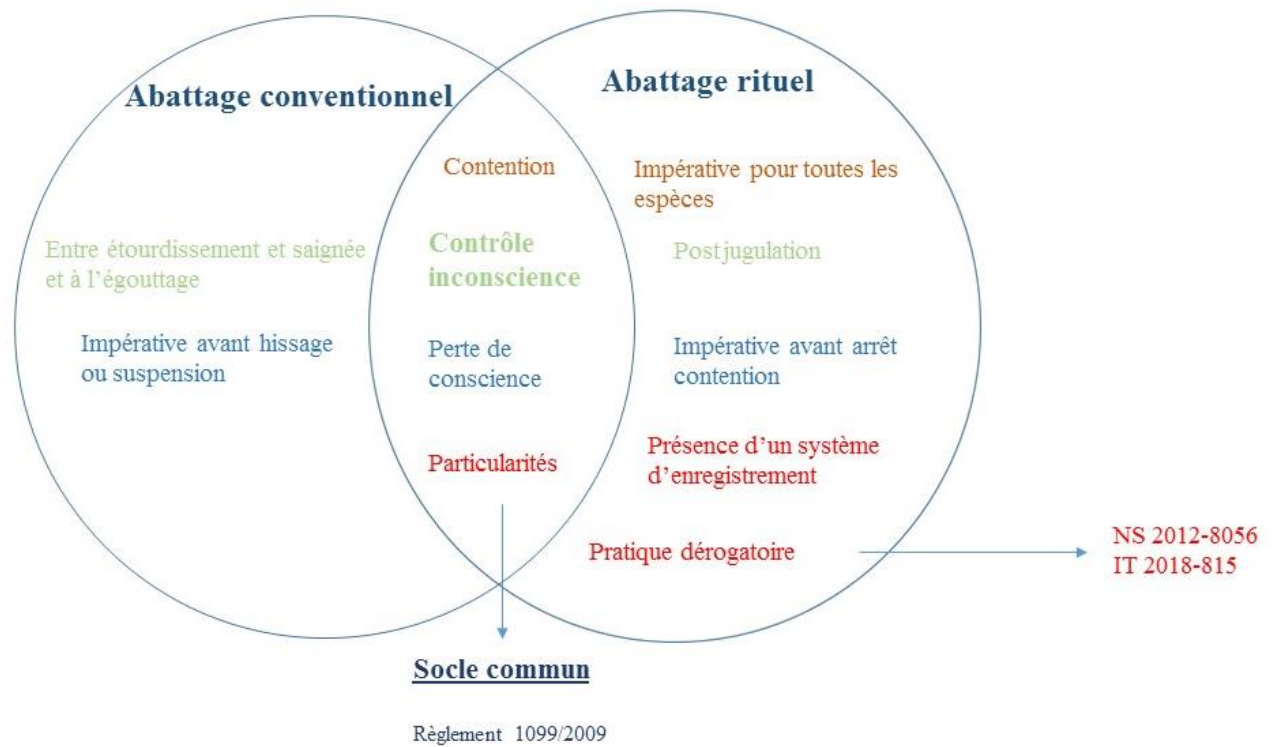 Abattage conventionnel
Abattage rituel
Contention
Impérative pour toutes les
espèces
Entre étourdissement et saignée
et à l'égouttage
Contrôle
inconscience
Post jugulation
Impérative avant hissage
ou suspension
Perte de
conscience
Impérative avant arrêt
contention
Particularités
Présence d'un système
d'enregistrement
Pratique dérogatoire
NS 2012-8056
IT 2018-815
Socle commun
Règlement 1099/2009